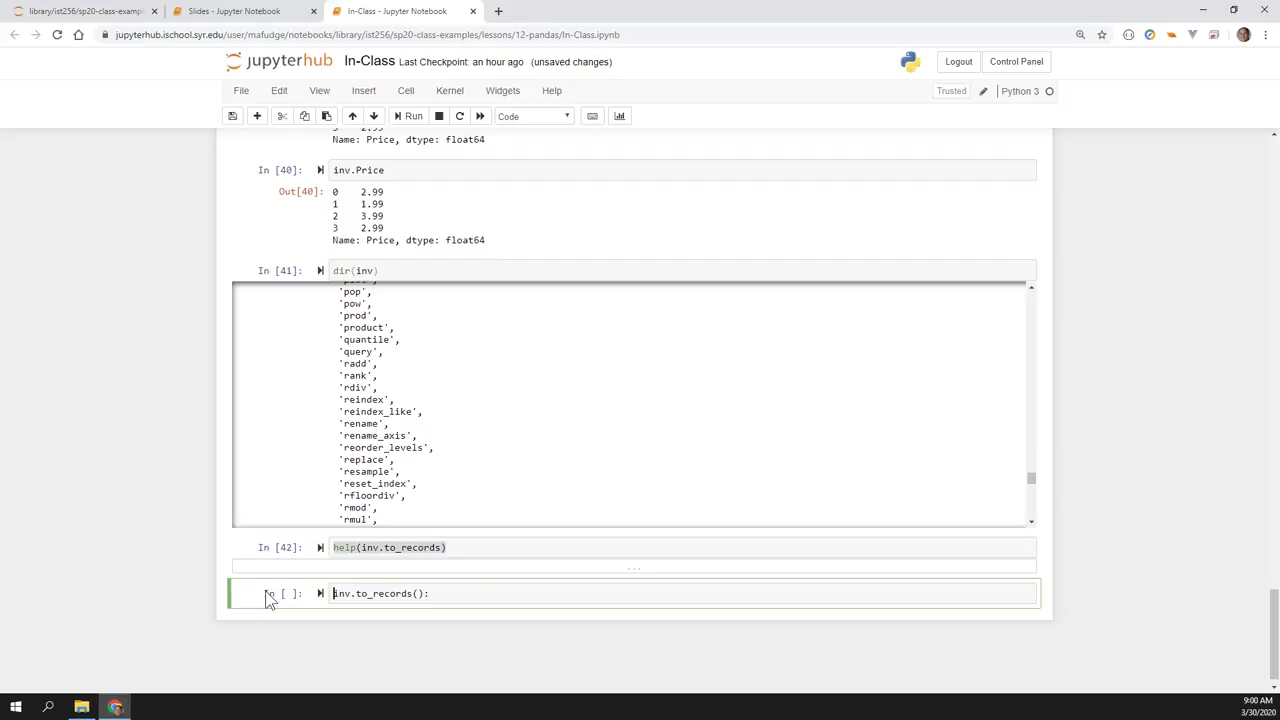 library/ist256/sp20-class-examp
Slides - Jupyter Notebook
In-Class - Jupyter Notebook
jupyterhub.ischool.syr.edu/user/mafudge/notebooks/library/ist256/sp20-class-examples/lessons/12-pandas/In-Class.ipynb
jupyterhub In-Class Last Checkpoint: an hour ago (unsaved changes) Logout Control Panel
File Edit View Insert Cell Kernel Widgets Help Trusted Python 3
Run Code
3 2.99
Name: Price, dtype: float64
In [40]: inv.Price
Out[40]: 0 2.99
1 1.99
2 3.99
3 2.99
Name: Price, dtype: float64
In [41]: dir(inv)
'pop',
'pow',
'prod',
'product',
'quantile',
'query',
'radd',
'rank',
'rdiv',
'reindex',
'reindex_like',
'rename',
'rename_axis',
'reorder_levels',
'replace',
'resample',
'reset_index',
'rfloordiv',
'rmod',
'rmul',
In [42]: help(inv.to_records)
...
In [ ]: inv.to_records():
9:00 AM
3/30/2020